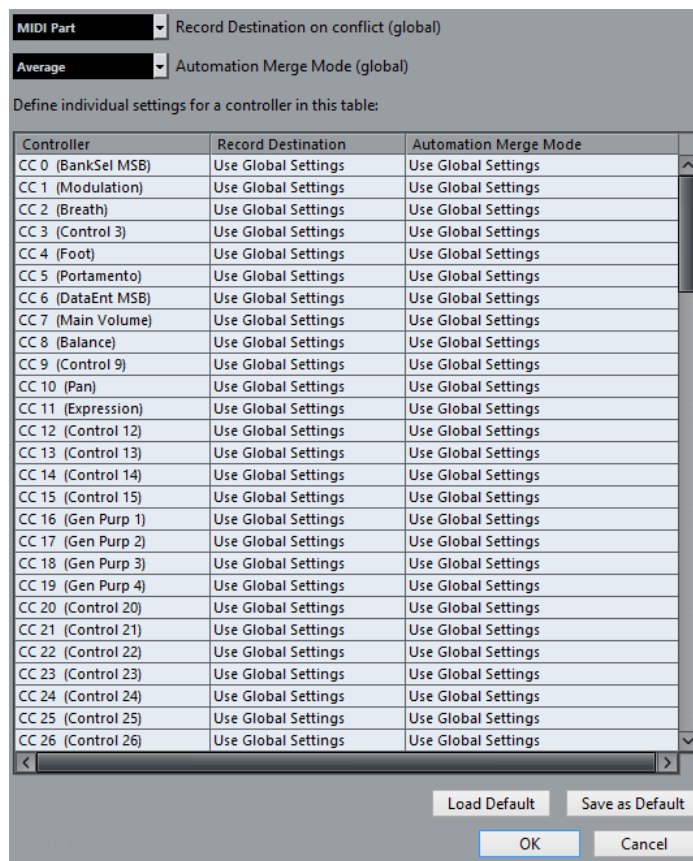 MIDI Part Record Destination on conflict (global)
Average Automation Merge Mode (global)
Define individual settings for a controller in this table:
Controller Record Destination Automation Merge Mode
CC 0 (BankSel MSB) Use Global Settings Use Global Settings
CC 1 (Modulation) Use Global Settings Use Global Settings
CC 2 (Breath) Use Global Settings Use Global Settings
CC 3 (Control 3) Use Global Settings Use Global Settings
CC 4 (Foot) Use Global Settings Use Global Settings
CC 5 (Portamento) Use Global Settings Use Global Settings
CC 6 (DataEnt MSB) Use Global Settings Use Global Settings
CC 7 (Main Volume) Use Global Settings Use Global Settings
CC 8 (Balance) Use Global Settings Use Global Settings
CC 9 (Control 9) Use Global Settings Use Global Settings
CC 10 (Pan) Use Global Settings Use Global Settings
CC 11 (Expression) Use Global Settings Use Global Settings
CC 12 (Control 12) Use Global Settings Use Global Settings
CC 13 (Control 13) Use Global Settings Use Global Settings
CC 14 (Control 14) Use Global Settings Use Global Settings
CC 15 (Control 15) Use Global Settings Use Global Settings
CC 16 (Gen Purp 1) Use Global Settings Use Global Settings
CC 17 (Gen Purp 2) Use Global Settings Use Global Settings
CC 18 (Gen Purp 3) Use Global Settings Use Global Settings
CC 19 (Gen Purp 4) Use Global Settings Use Global Settings
CC 20 (Control 20) Use Global Settings Use Global Settings
CC 21 (Control 21) Use Global Settings Use Global Settings
CC 22 (Control 22) Use Global Settings Use Global Settings
CC 23 (Control 23) Use Global Settings Use Global Settings
CC 24 (Control 24) Use Global Settings Use Global Settings
CC 25 (Control 25) Use Global Settings Use Global Settings
CC 26 (Control 26) Use Global Settings Use Global Settings
Load Default Save as Default
OK Cancel